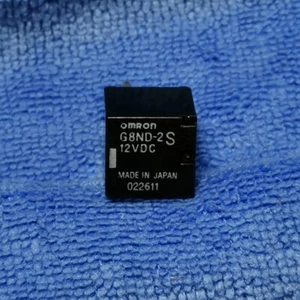 OMRON
G8ND-2S
12VDC
MADE IN JAPAN
022611